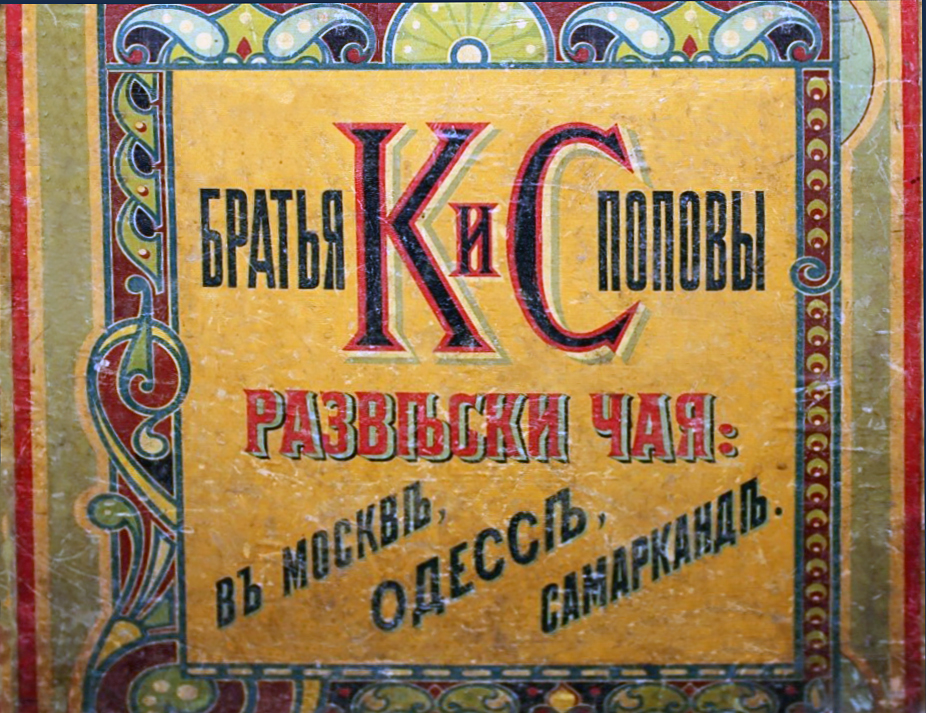 БРАТЬЯ К и С ПОПОВЫ
РАЗВѢСКИ ЧАЯ:
ВЪ МОСКВѢ,
ОДЕССѢ,
САМАРКАНДѢ.